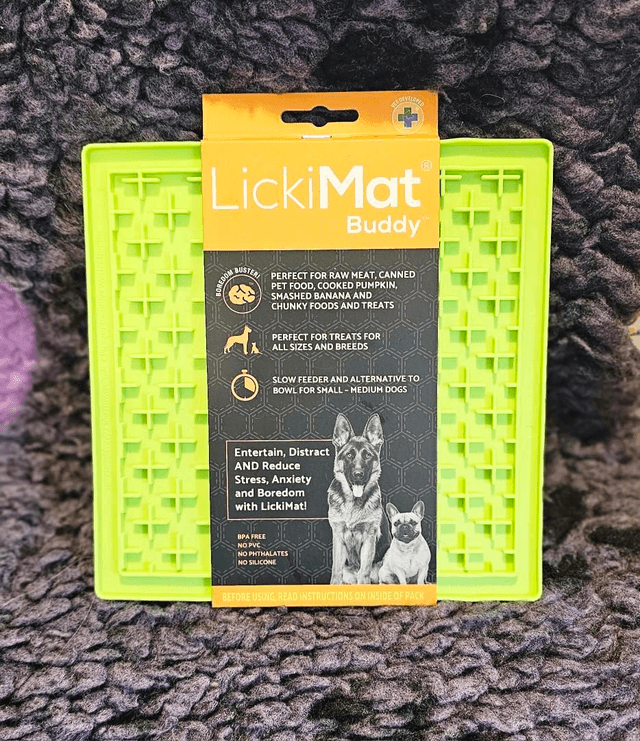 VET DEVELOPED
LickiMat®
Buddy™
BOREDOM BUSTER!
PERFECT FOR RAW MEAT, CANNED
PET FOOD, COOKED PUMPKIN,
SMASHED BANANA AND
CHUNKY FOODS AND TREATS
PERFECT FOR TREATS FOR
ALL SIZES AND BREEDS
SLOW FEEDER AND ALTERNATIVE TO
BOWL FOR SMALL – MEDIUM DOGS
Entertain, Distract
AND Reduce
Stress, Anxiety
and Boredom
with LickiMat!
BPA FREE
NO PVC
NO PHTHALATES
NO SILICONE
BEFORE USING, READ INSTRUCTIONS ON INSIDE OF PACK